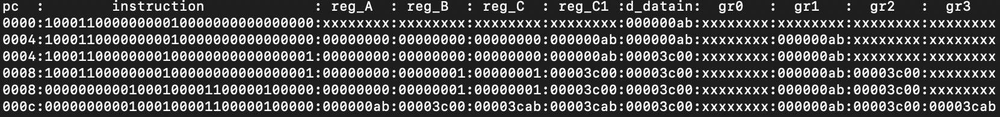 pc  :         instruction             : reg_A  : reg_B  : reg_C  : reg_C1 :d_datain:  gr0   :  gr1   :  gr2   :  gr3
0000:10001100000000010000000000000000:xxxxxxxx:xxxxxxxx:xxxxxxxx:xxxxxxxx:000000ab:xxxxxxxx:xxxxxxxx:xxxxxxxx:xxxxxxxx
0004:10001100000000010000000000000000:00000000:00000000:00000000:000000ab:000000ab:xxxxxxxx:000000ab:xxxxxxxx:xxxxxxxx
0004:10001100000000100000000000000001:00000000:00000000:00000000:000000ab:00003c00:xxxxxxxx:000000ab:xxxxxxxx:xxxxxxxx
0008:10001100000000100000000000000001:00000000:00000001:00000001:00003c00:00003c00:xxxxxxxx:000000ab:00003c00:xxxxxxxx
0008:00000000001000100001100000100000:00000000:00000001:00000001:00003c00:00003c00:xxxxxxxx:000000ab:00003c00:xxxxxxxx
000c:00000000001000100001100000100000:000000ab:00003c00:00003cab:00003cab:00003c00:xxxxxxxx:000000ab:00003c00:00003cab